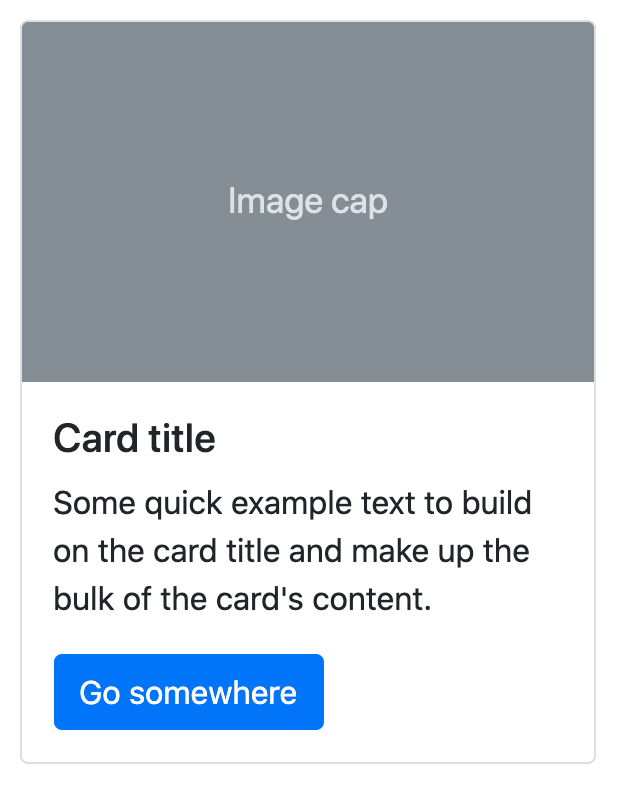 Image cap
Card title
Some quick example text to build
on the card title and make up the
bulk of the card's content.
Go somewhere